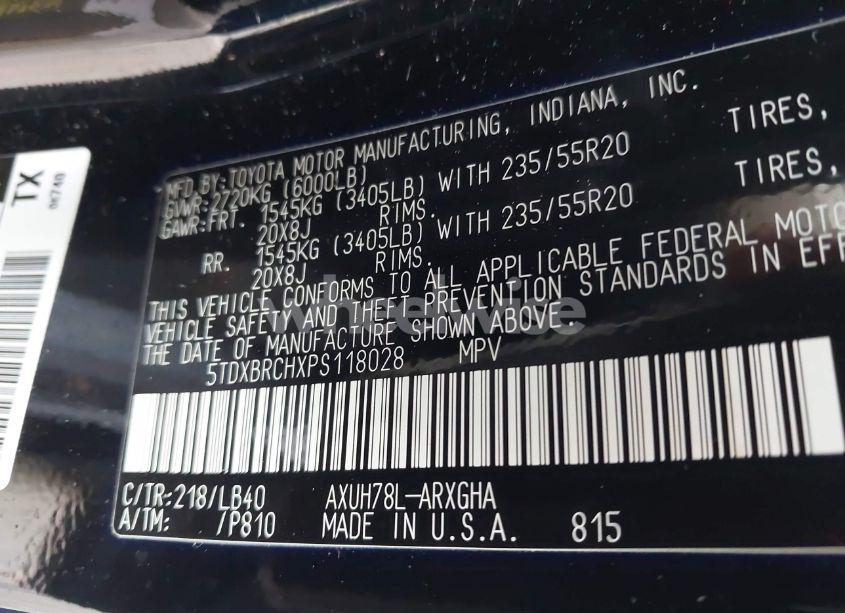 MFD.BY:TOYOTA MOTOR MANUFACTURING, INDIANA, INC.
GVWR:2720KG (6000LB)
GAWR:FRT. 1545KG (3405LB) WITH 235/55R20 TIRES,
20X8J RIMS.
RR. 1545KG (3405LB) WITH 235/55R20 TIRES,
20X8J RIMS.
THIS VEHICLE CONFORMS TO ALL APPLICABLE FEDERAL MOTO
VEHICLE SAFETY AND THEFT PREVENTION STANDARDS IN EFF
THE DATE OF MANUFACTURE SHOWN ABOVE.
5TDXBRCHXPS118028 MPV
C/TR:218/LB40 AXUH78L-ARXGHA
A/TM: /P810 MADE IN U.S.A. 815
TX
wheelwise